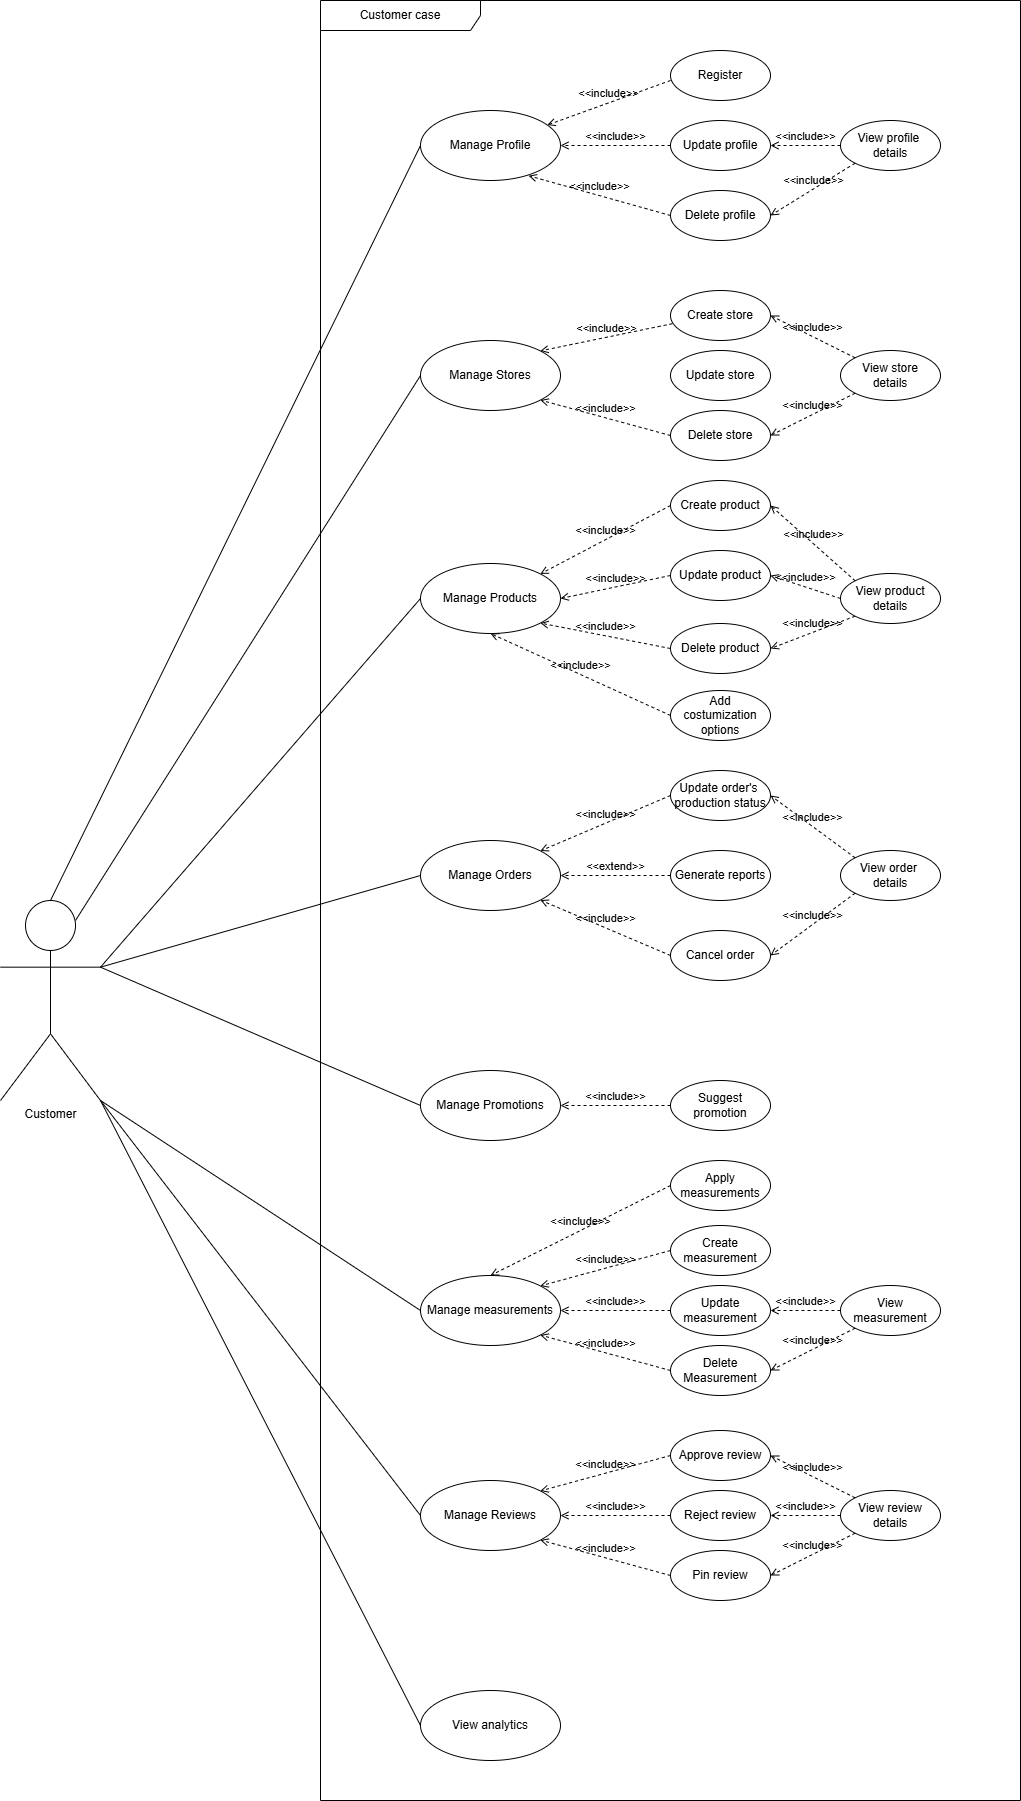 Customer case
Register
<<include>>
Manage Profile
<<include>>
Update profile
<<include>>
View profile
details
<<include>>
Delete profile
<<include>>
Create store
<<include>>
<<include>>
Manage Stores
Update store
View store
details
<<include>>
Delete store
<<include>>
Create product
<<include>>
<<include>>
Manage Products
<<include>>
Update product
<<include>>
View product
details
<<include>>
Delete product
<<include>>
<<include>>
Add
costumization
options
Update order's
production status
<<include>>
<<include>>
Manage Orders
<<extend>>
Generate reports
View order
details
<<include>>
Cancel order
<<include>>
Customer
Manage Promotions
<<include>>
Suggest
promotion
Apply
measurements
<<include>>
Create
measurement
<<include>>
Manage measurements
<<include>>
Update
measurement
<<include>>
View
measurement
<<include>>
Delete
Measurement
<<include>>
Approve review
<<include>>
<<include>>
Manage Reviews
<<include>>
Reject review
<<include>>
View review
details
<<include>>
Pin review
<<include>>
View analytics